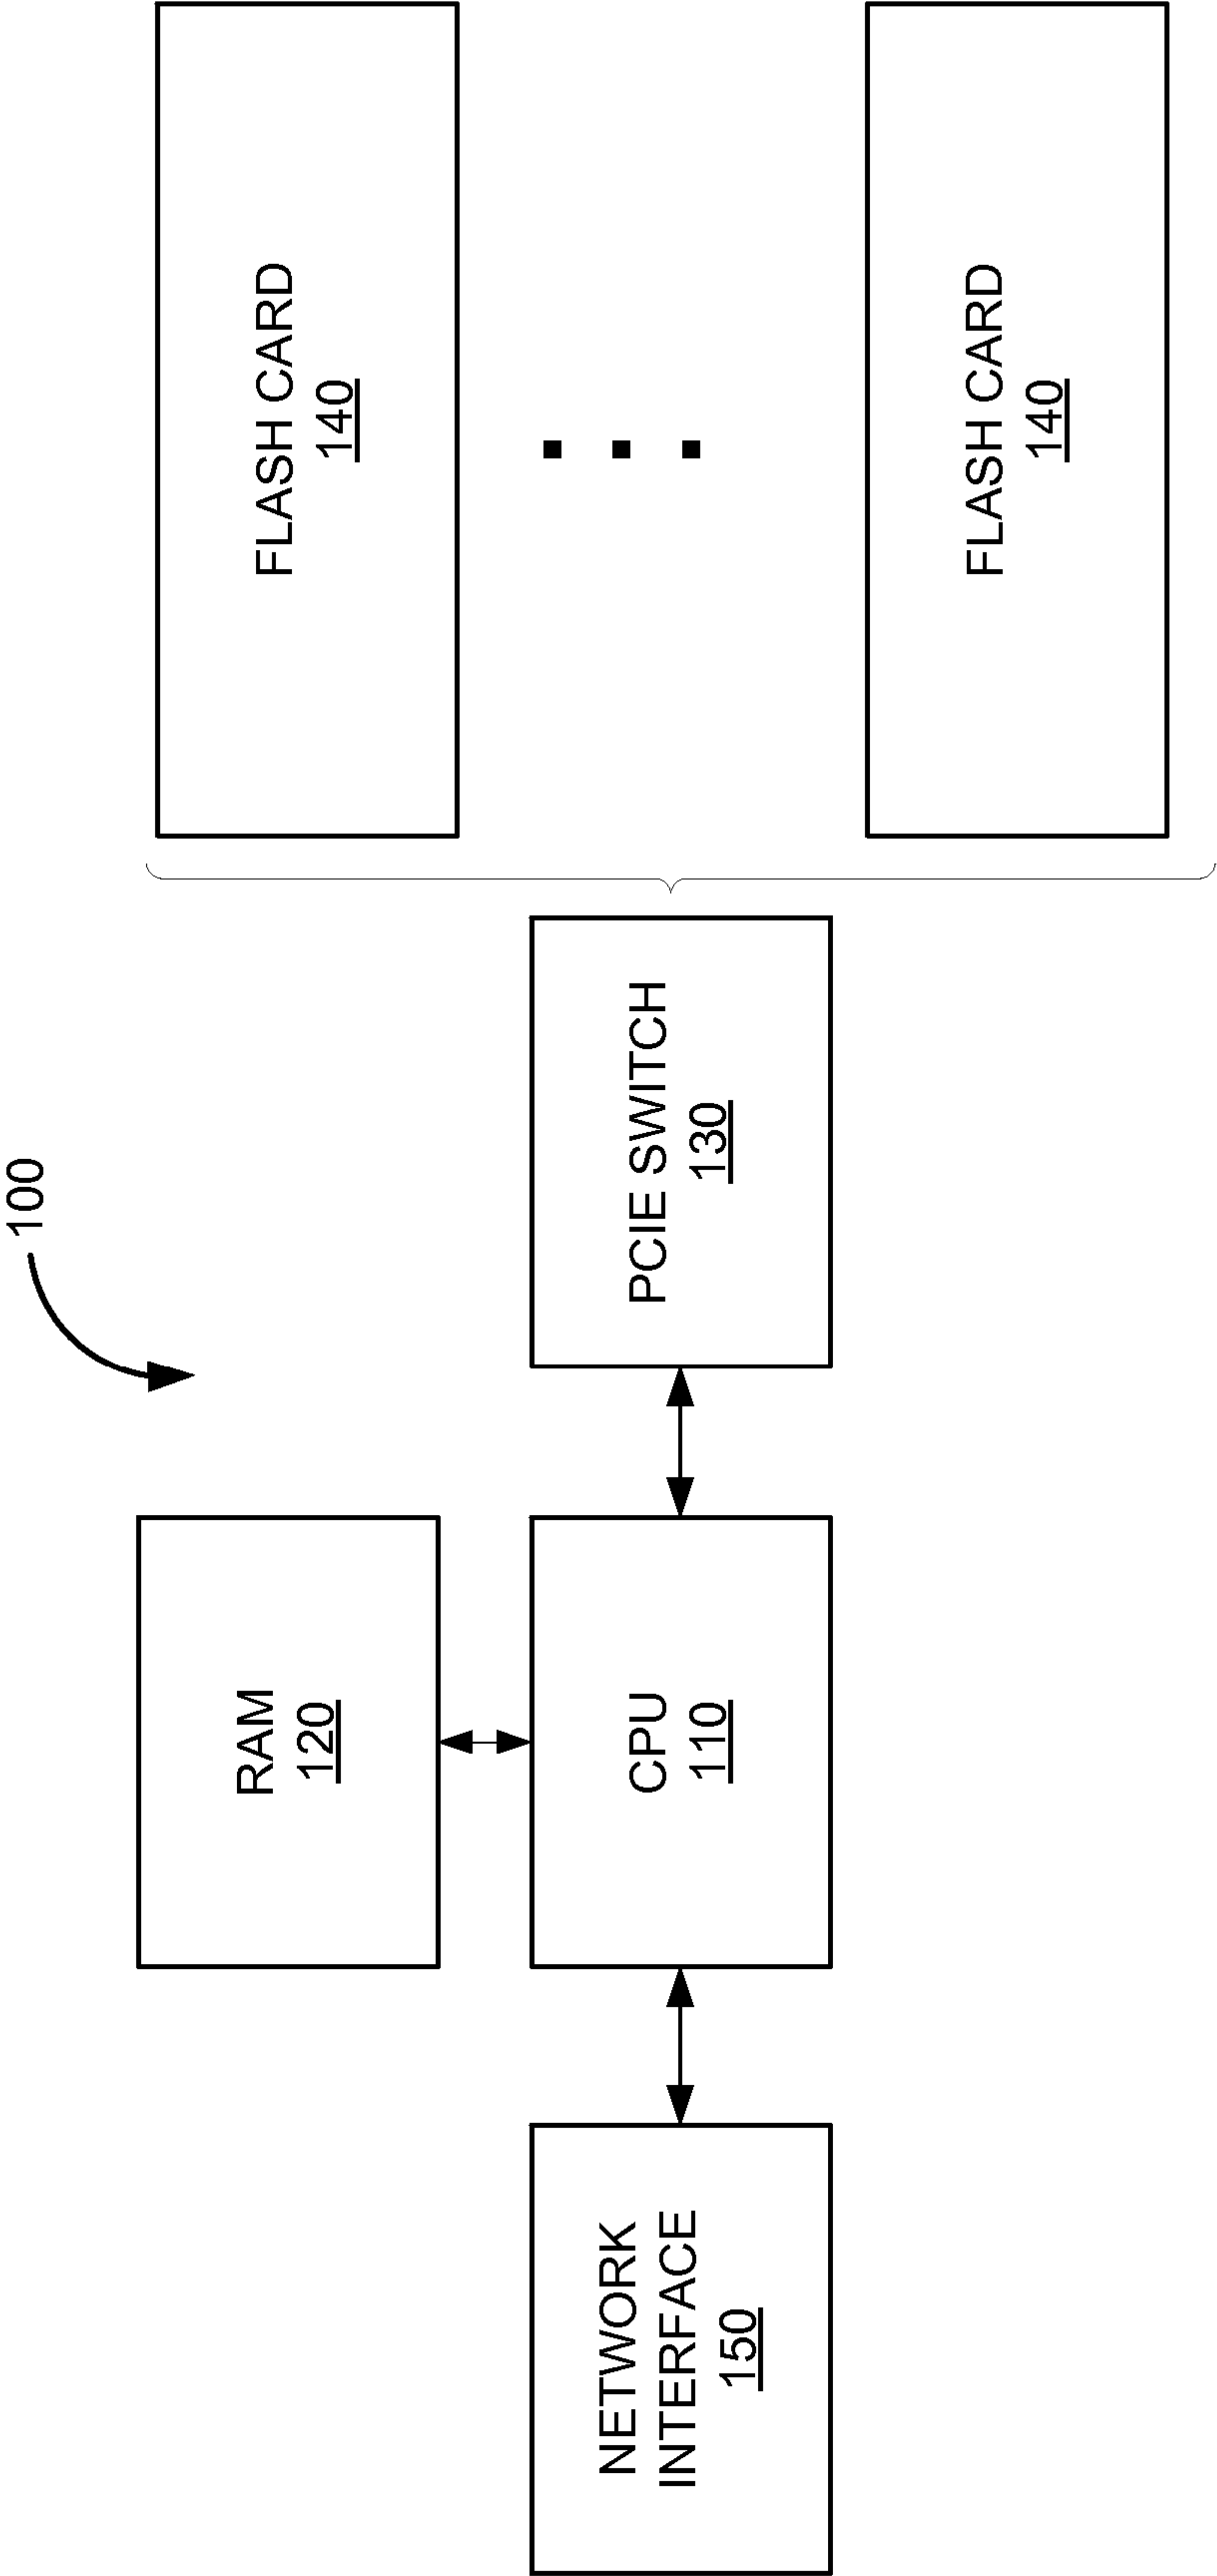 100
RAM
120
FLASH CARD
140
NETWORK
INTERFACE
150
CPU
110
PCIE SWITCH
130
FLASH CARD
140